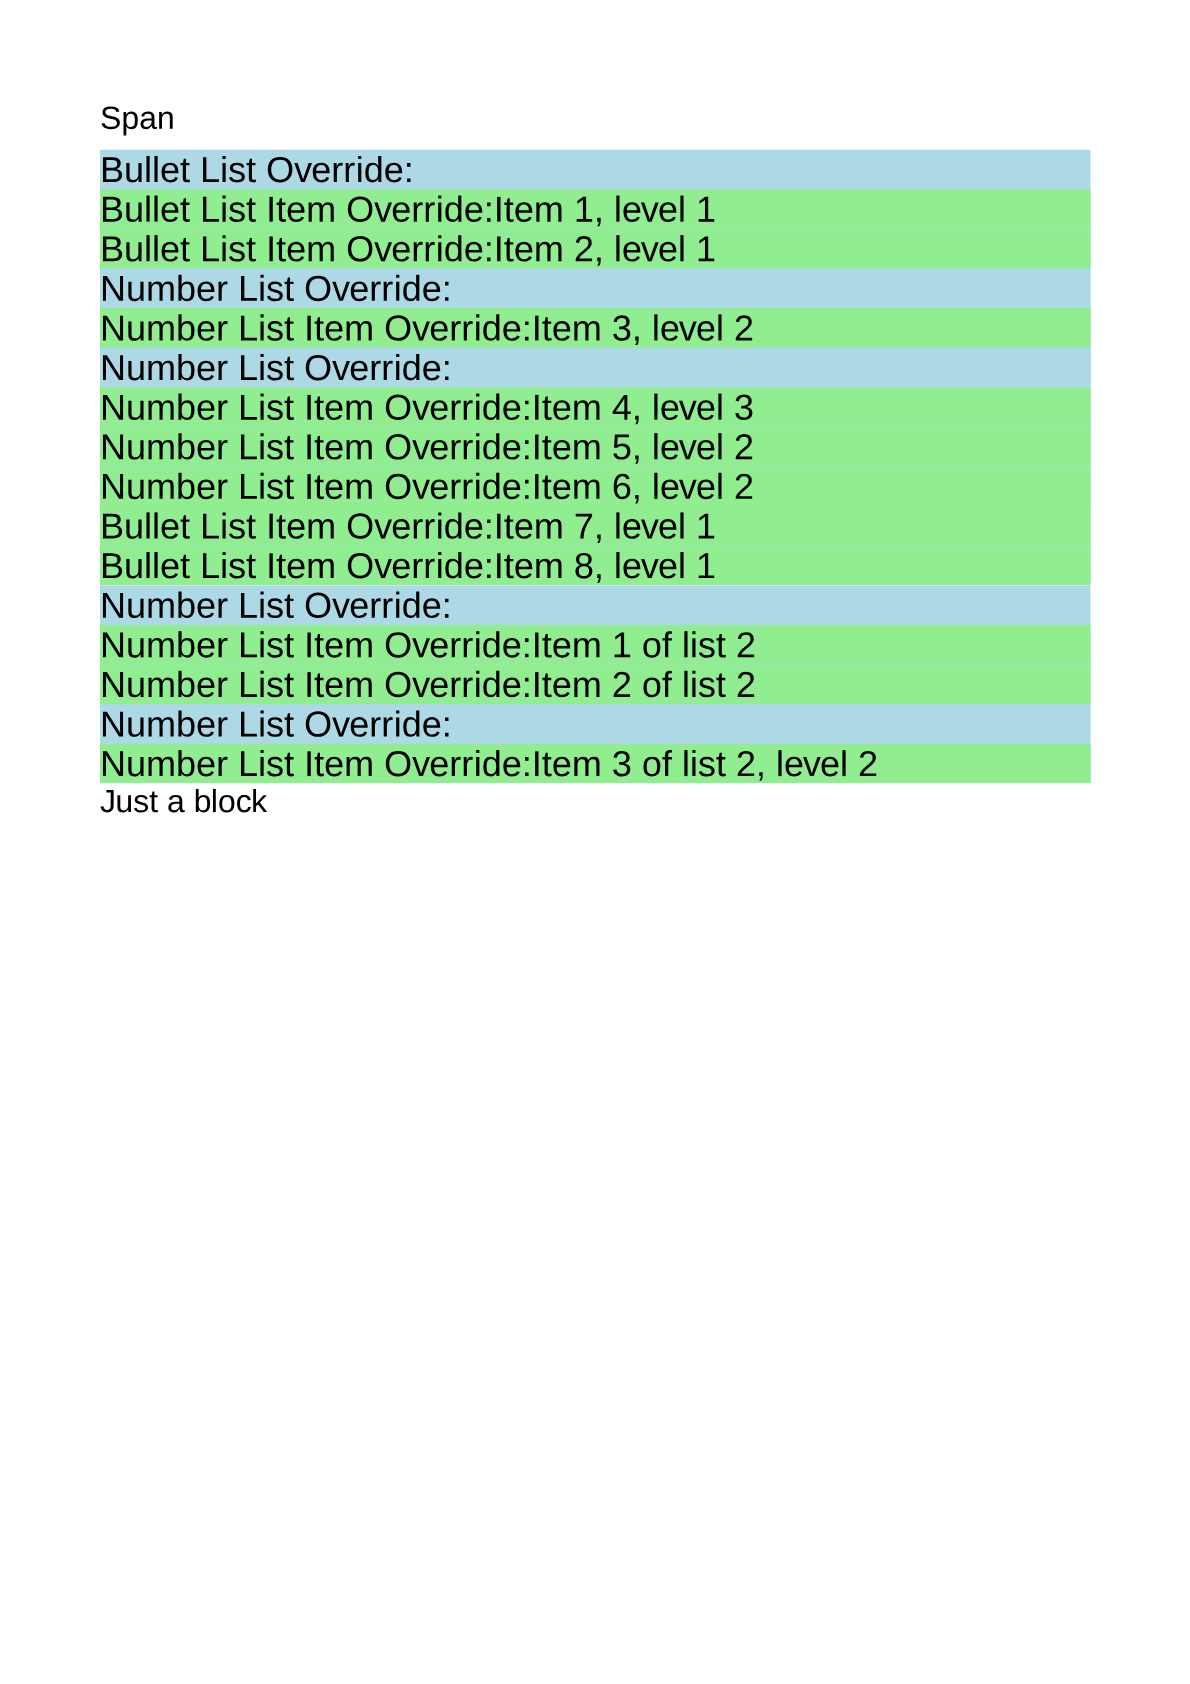 Span
Bullet List Override:
Bullet List Item Override:Item 1, level 1
Bullet List Item Override:Item 2, level 1
Number List Override:
Number List Item Override:Item 3, level 2
Number List Override:
Number List Item Override:Item 4, level 3
Number List Item Override:Item 5, level 2
Number List Item Override:Item 6, level 2
Bullet List Item Override:Item 7, level 1
Bullet List Item Override:Item 8, level 1
Number List Override:
Number List Item Override:Item 1 of list 2
Number List Item Override:Item 2 of list 2
Number List Override:
Number List Item Override:Item 3 of list 2, level 2
Just a block